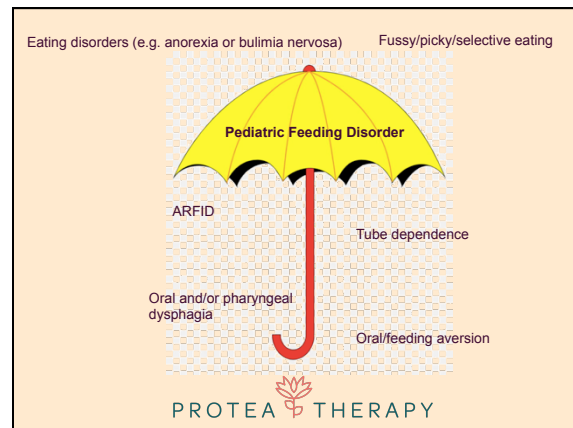 Eating disorders (e.g. anorexia or bulimia nervosa)
Fussy/picky/selective eating
Pediatric Feeding Disorder
ARFID
Tube dependence
Oral and/or pharyngeal
dysphagia
Oral/feeding aversion
PROTEA THERAPY